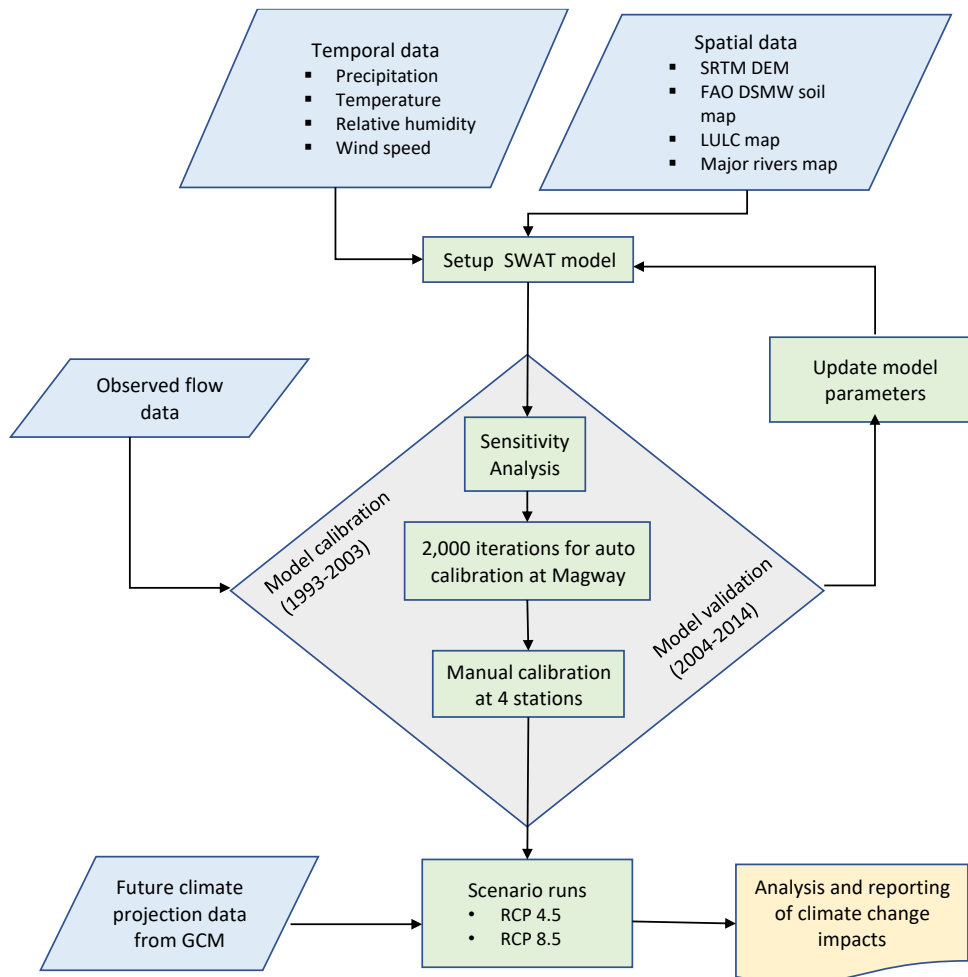 Temporal data
▪ Precipitation
▪ Temperature
▪ Relative humidity
▪ Wind speed
Spatial data
▪ SRTM DEM
▪ FAO DSMW soil
map
▪ LULC map
▪ Major rivers map
Setup SWAT model
Observed flow
data
Update model
parameters
Sensitivity
Analysis
Model calibration
(1993-2003)
2,000 iterations for auto
calibration at Magway
Model validation
(2004-2014)
Manual calibration
at 4 stations
Future climate
projection data
from GCM
Scenario runs
• RCP 4.5
• RCP 8.5
Analysis and reporting
of climate change
impacts